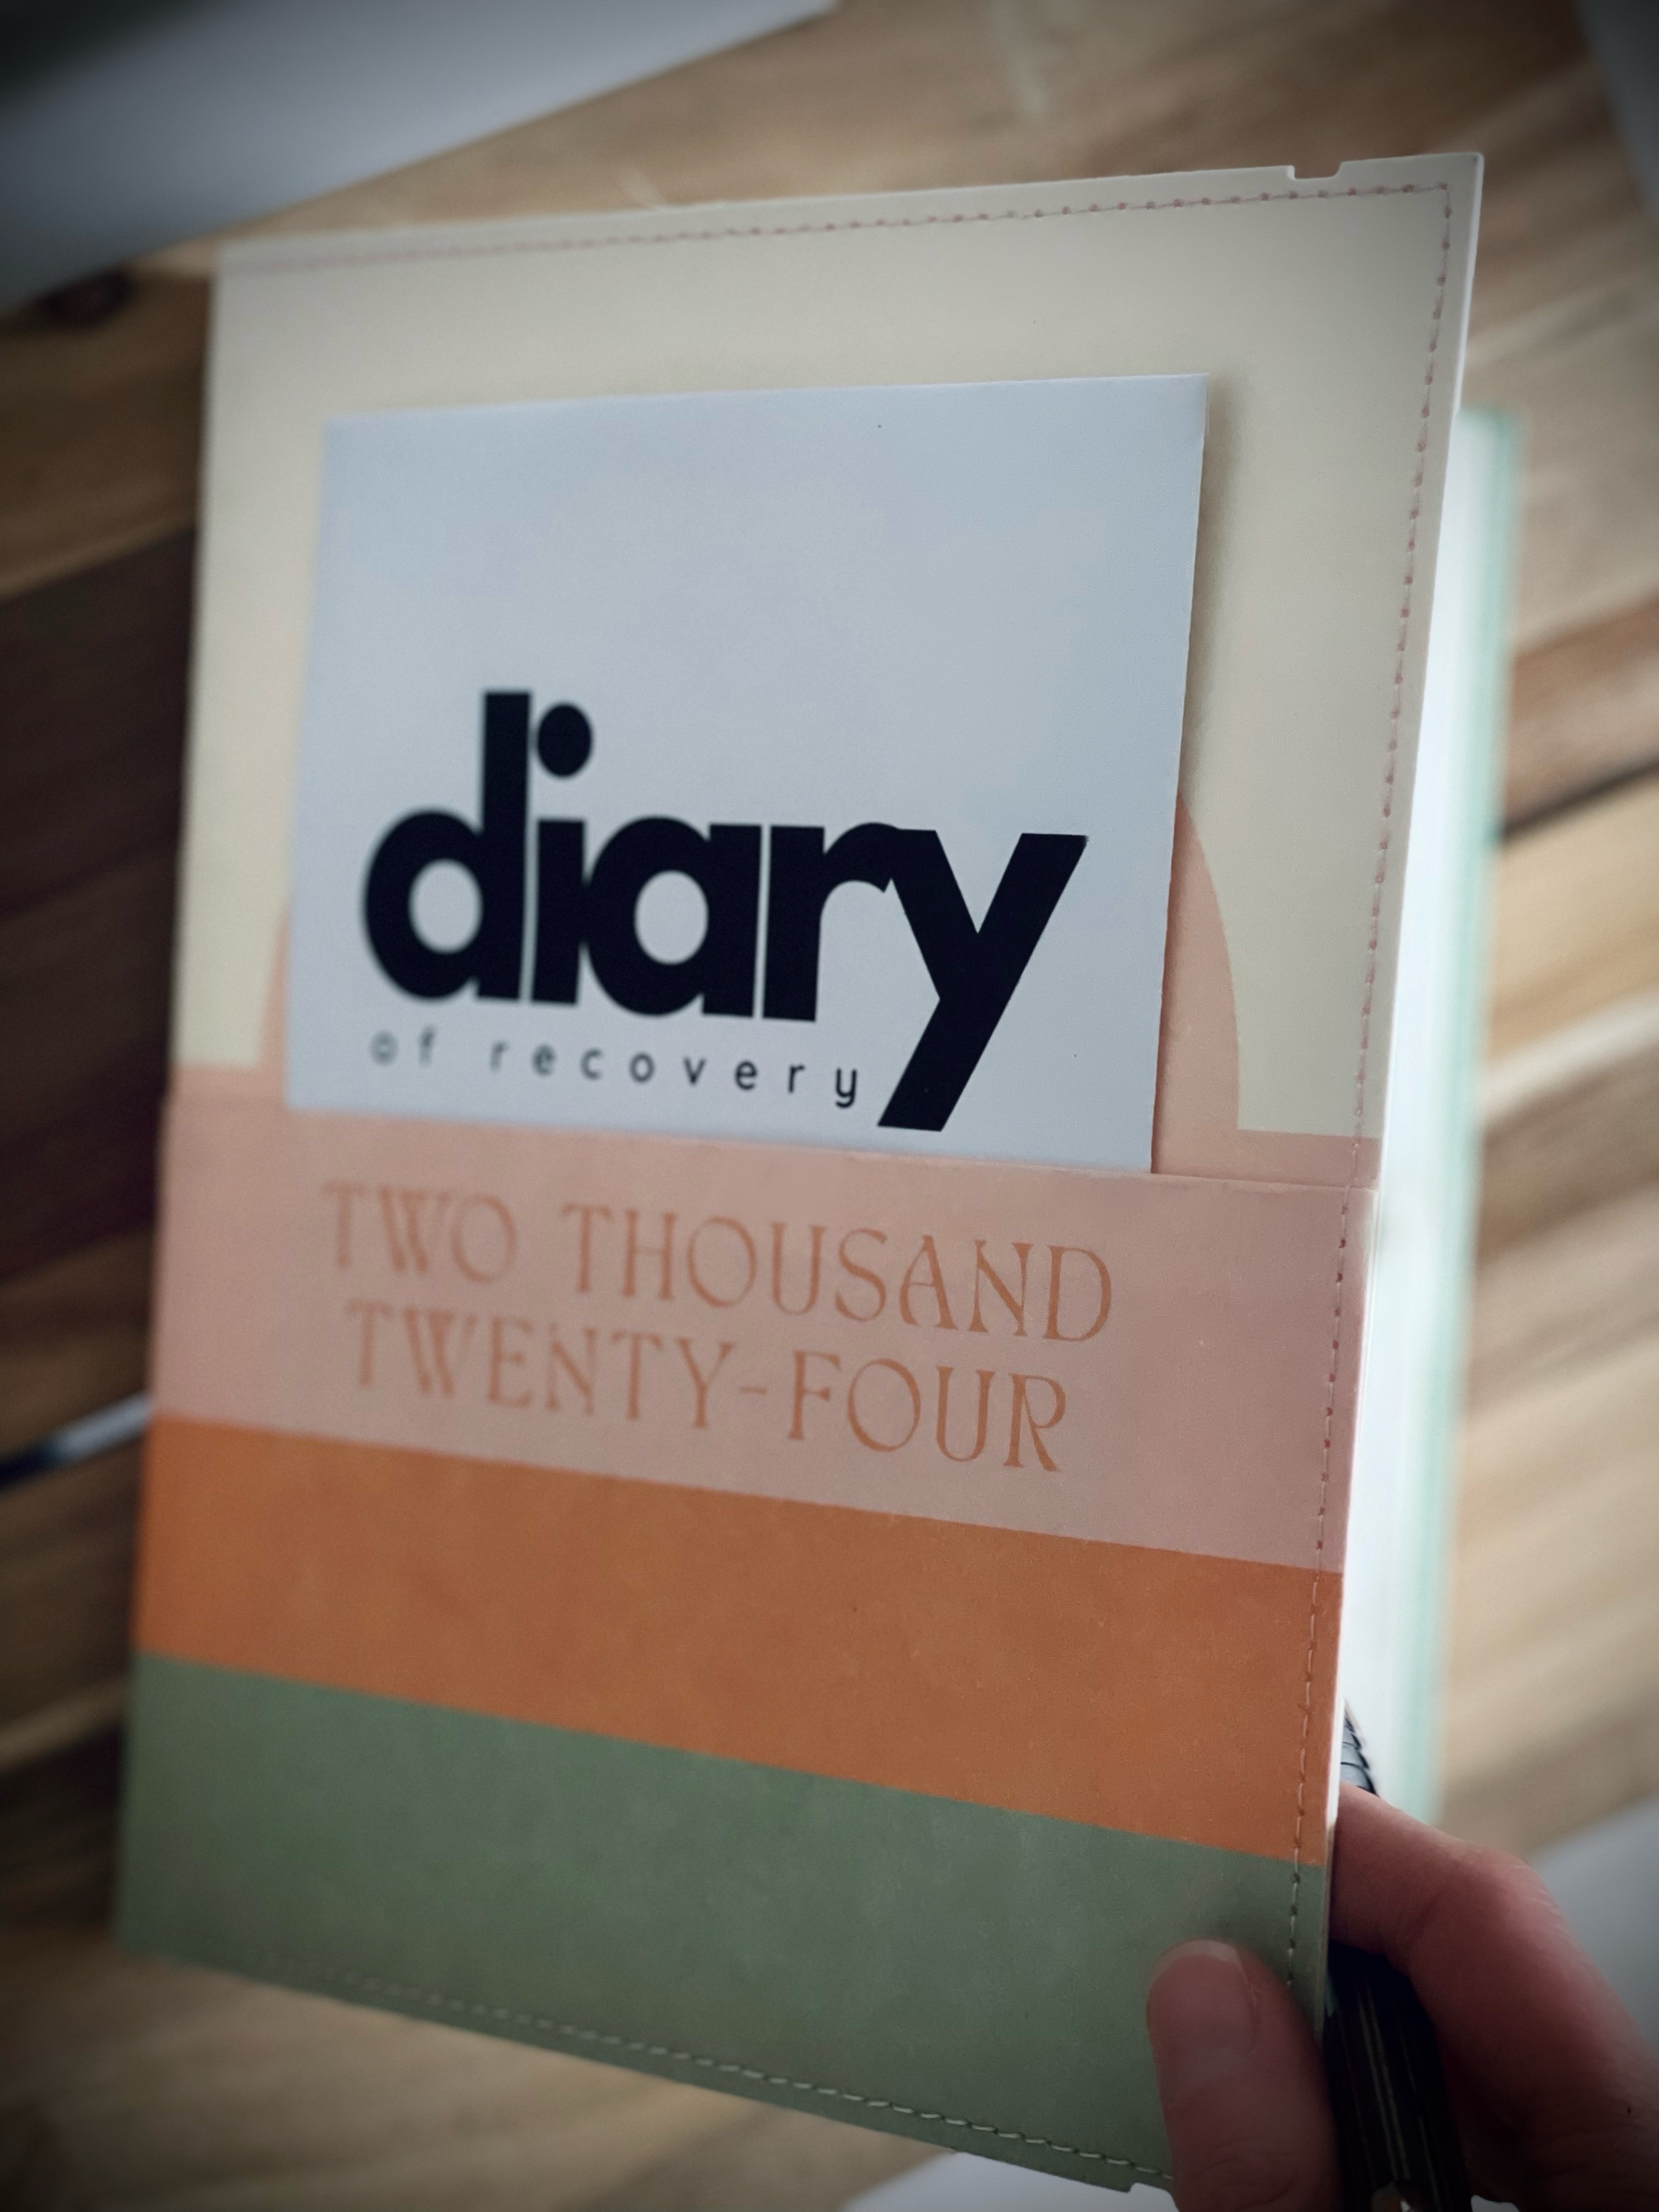 diary
of recovery
TWO THOUSAND
TWENTY-FOUR